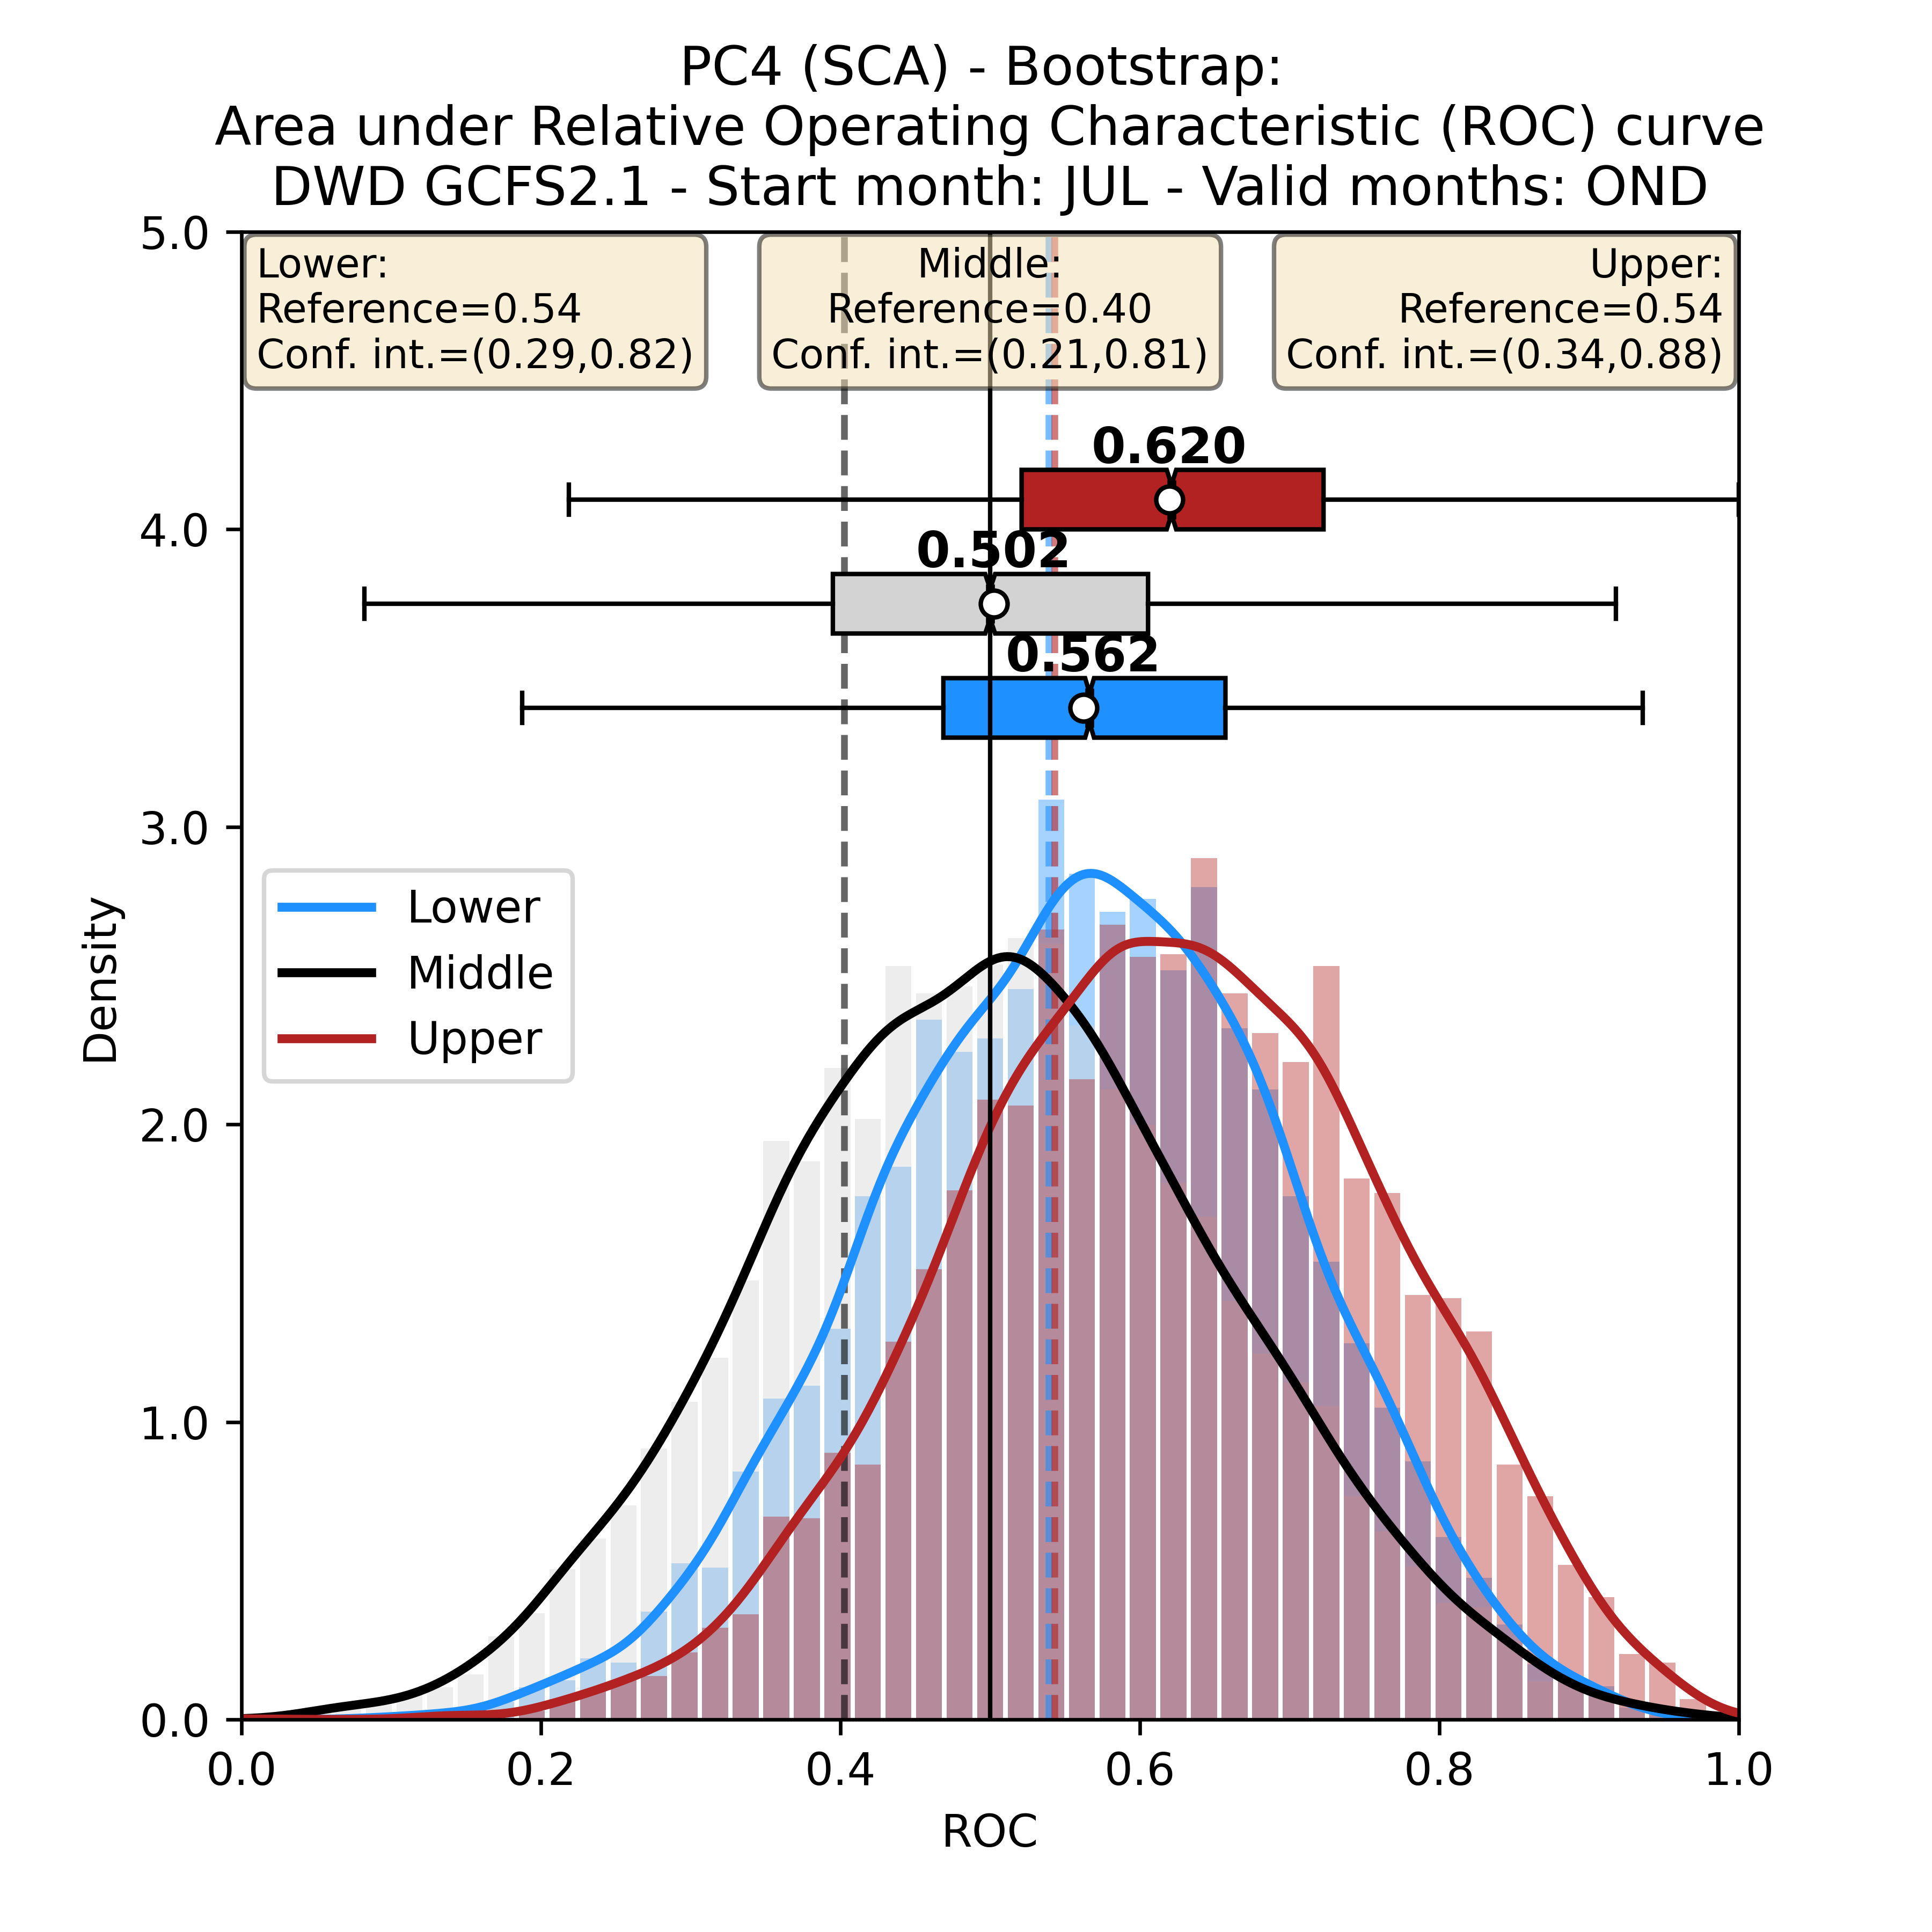 PC4 (SCA) - Bootstrap:
Area under Relative Operating Characteristic (ROC) curve
DWD GCFS2.1 - Start month: JUL - Valid months: OND
Lower:
Reference=0.54
Conf. int.=(0.29,0.82)
Middle:
Reference=0.40
Conf. int.=(0.21,0.81)
Upper:
Reference=0.54
Conf. int.=(0.34,0.88)
0.620
0.502
0.562
Lower
Middle
Upper
Density
5.0
4.0
3.0
2.0
1.0
0.0
0.0 0.2 0.4 0.6 0.8 1.0
ROC